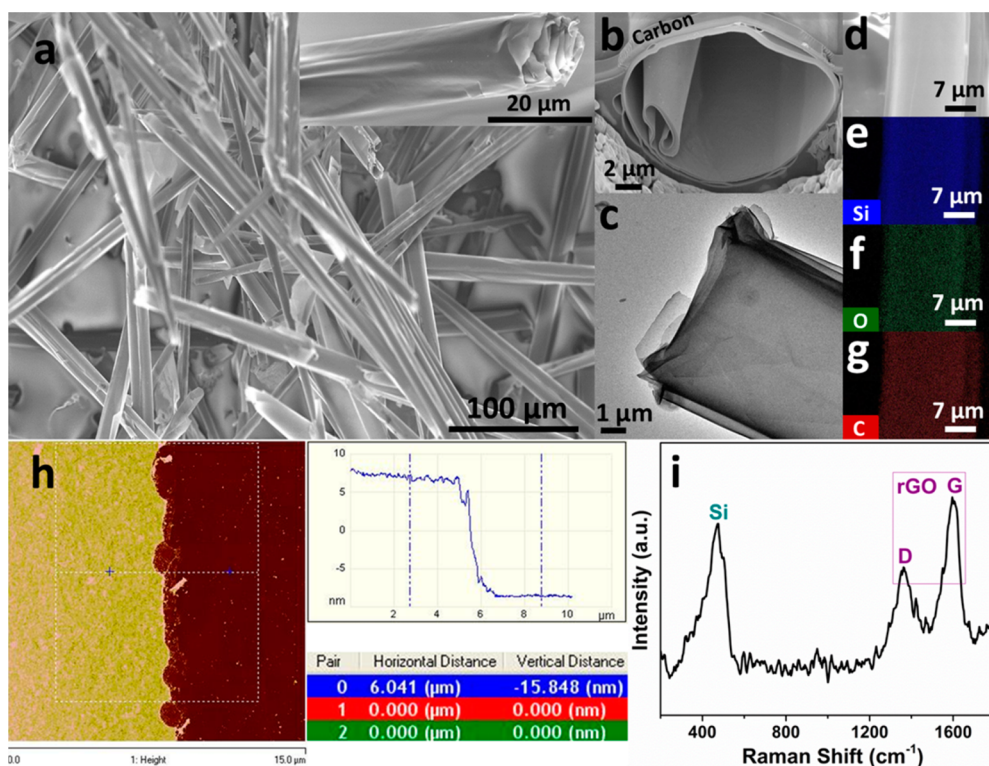 a
20 µm
100 µm
b
Carbon
2 µm
c
1 µm
d
7 µm
e
Si
7 µm
f
O
7 µm
g
C
7 µm
h
0.0
1: Height
15.0 µm
10
5
0
-5
nm
2
4
6
8
10
µm
Pair Horizontal Distance Vertical Distance
0 6.041 (µm) -15.848 (nm)
1 0.000 (µm) 0.000 (nm)
2 0.000 (µm) 0.000 (nm)
i
Si
rGO G
D
Intensity (a.u.)
400 800 1200 1600
Raman Shift (cm-1)